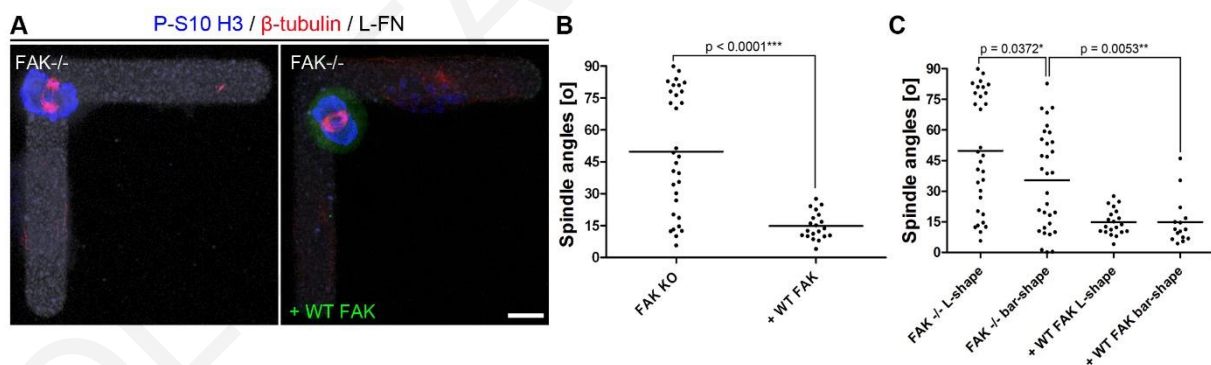 A
P-S10 H3 / β-tubulin / L-FN
FAK-/-
FAK-/-
+ WT FAK
B
p < 0.0001***
Spindle angles [o]
90
75
60
45
30
15
0
FAK KO
+ WT FAK
C
p = 0.0372*
p = 0.0053**
Spindle angles [o]
90
75
60
45
30
15
0
FAK -/- L-shape
FAK -/- bar-shape
+ WT FAK L-shape
+ WT FAK bar-shape